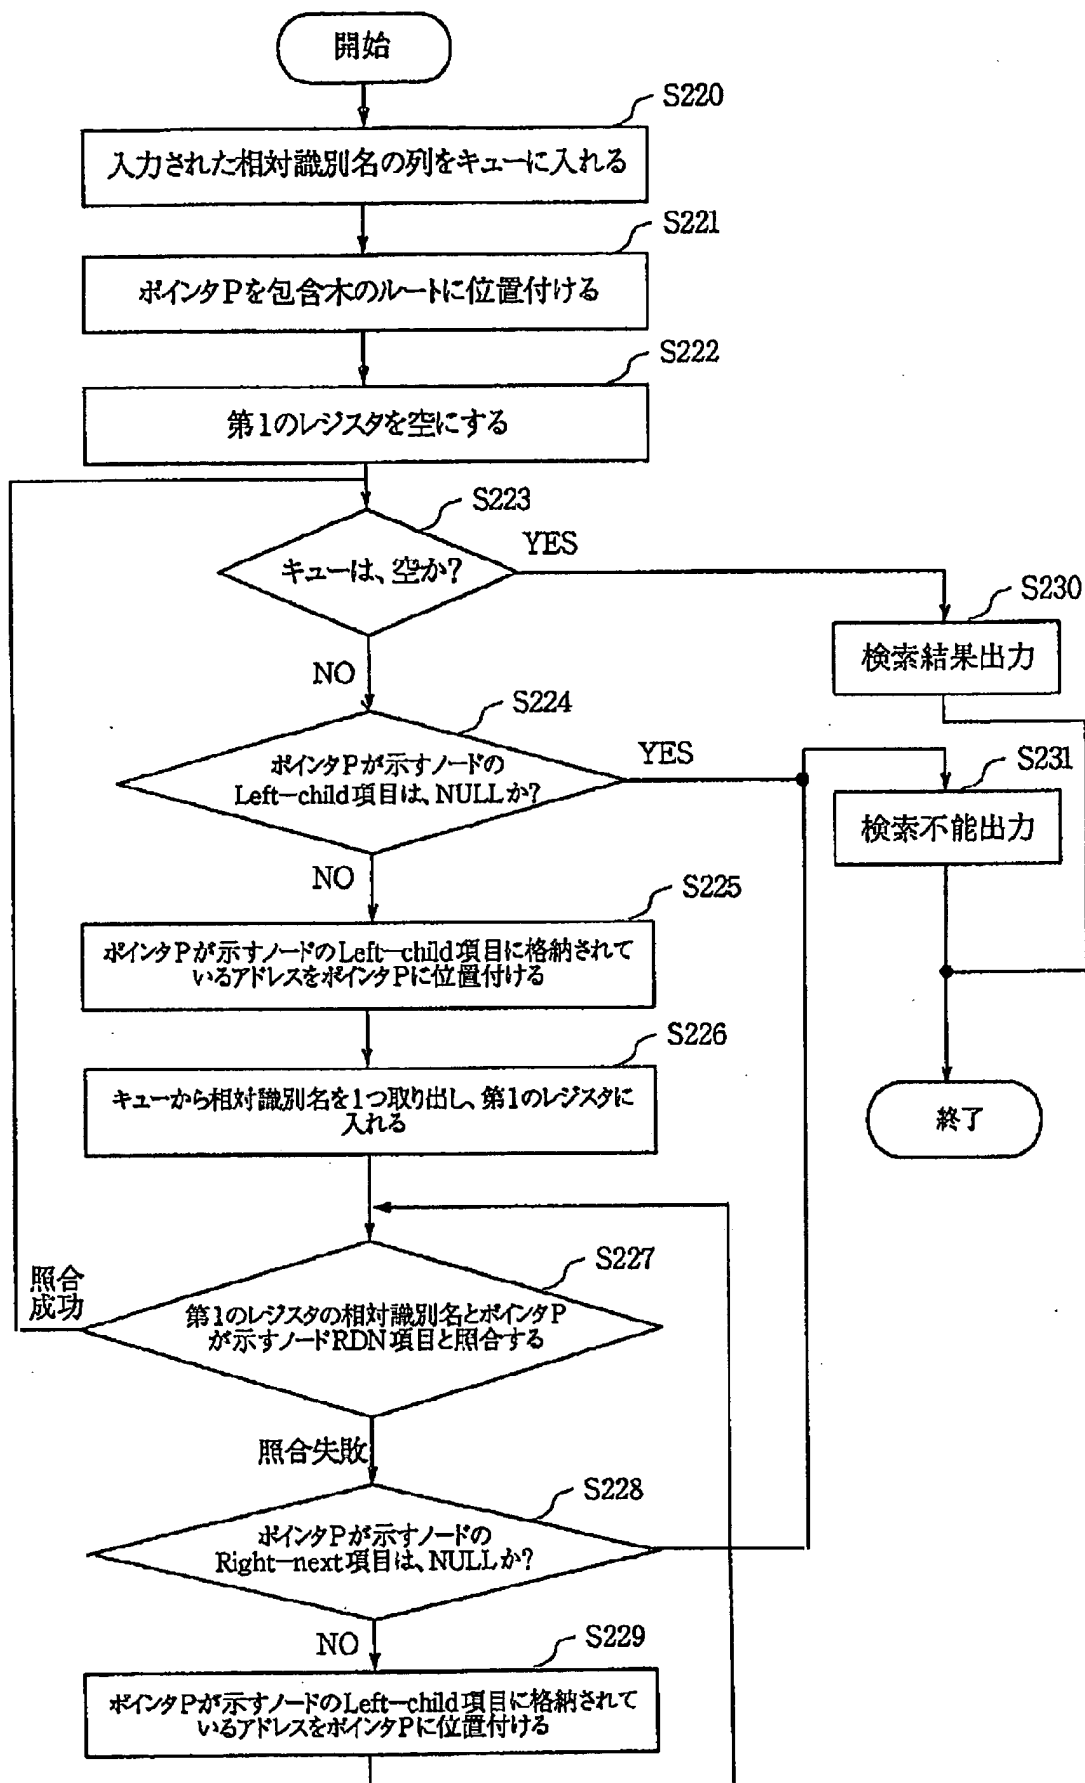 開始
S220
入力された相対識別名の列をキューに入れる
S221
ポインタPを包含木のルートに位置付ける
S222
第1のレジスタを空にする
S223
キューは、空か?
YES
NO
S230
検索結果出力
S224
ポインタPが示すノードの
Left-child項目は、NULLか?
YES
NO
S231
検索不能出力
S225
ポインタPが示すノードのLeft-child項目に格納されて
いるアドレスをポインタPに位置付ける
S226
キューから相対識別名を1つ取り出し、第1のレジスタに
入れる
終了
S227
第1のレジスタの相対識別名とポインタP
が示すノードRDN項目と照合する
照合
成功
照合失敗
S228
ポインタPが示すノードの
Right-next項目は、NULLか?
NO
S229
ポインタPが示すノードのLeft-child項目に格納されて
いるアドレスをポインタPに位置付ける